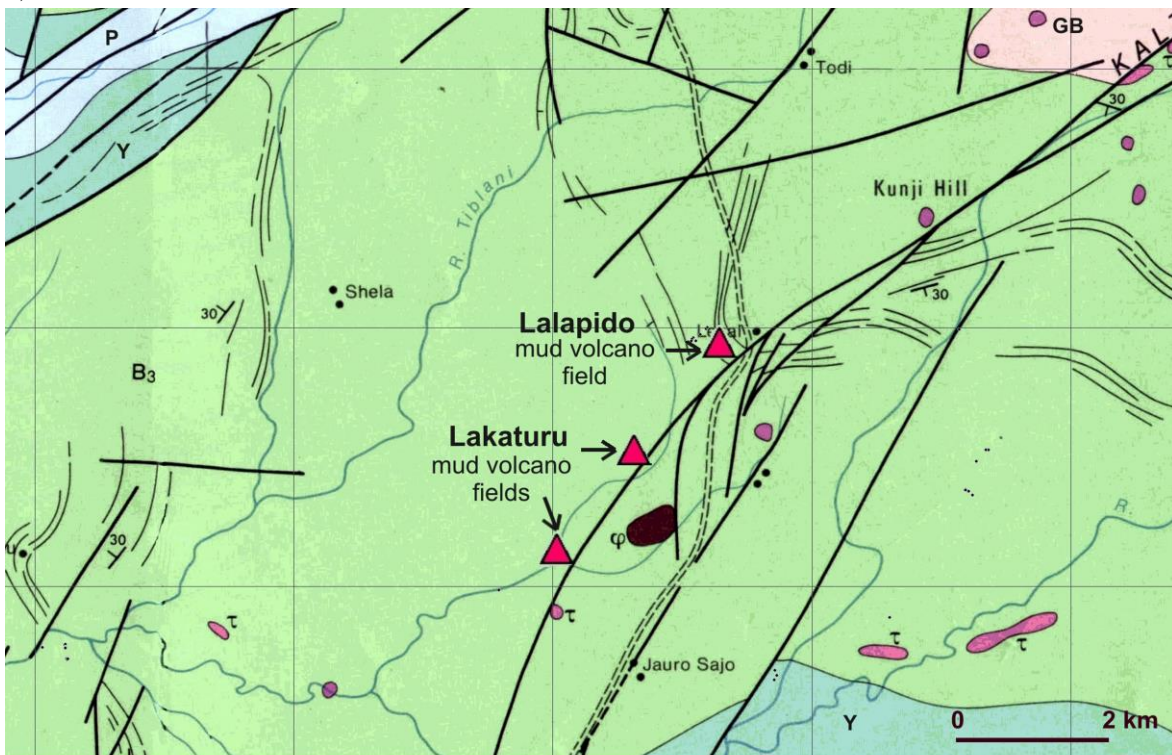 P
GB
KAL
τ
Todi
30
Y
R. Tiblani
Kunji Hill
Shela
30
30
Lalapido
mud volcano
field
B3
Lakaturu
mud volcano
fields
R.
30
φ
τ
τ
τ
τ
Jauro Sajo
Y
0
2 km